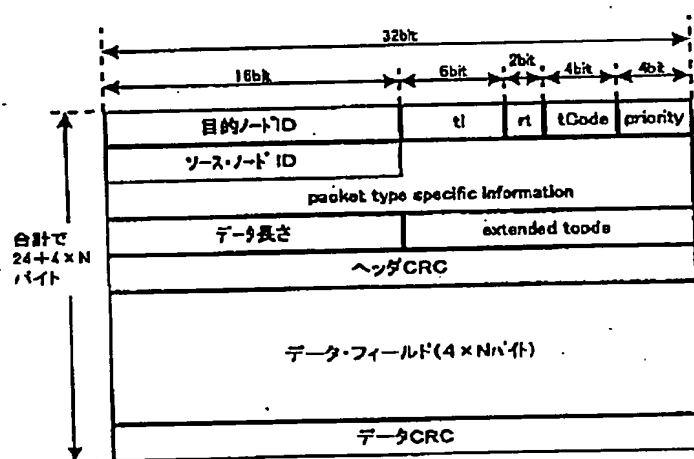 32bit
16bit 6bit 2bit 4bit 4bit
目的ノードID tl rt tCode priority
ソース・ノードID
packet type specific information
データ長さ extended tcode
ヘッダCRC
合計で
24+4×N
バイト
データ・フィールド(4×Nバイト)
データCRC